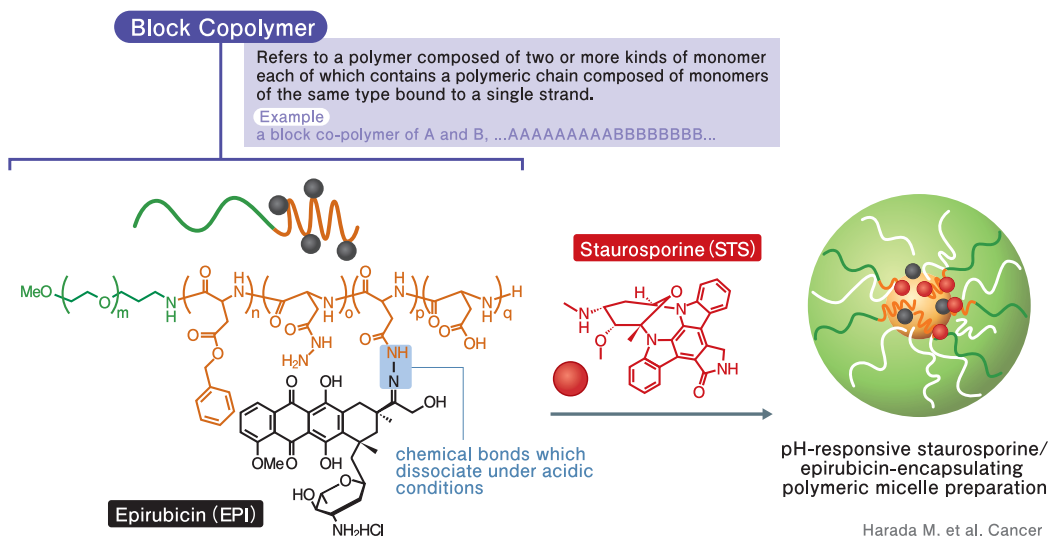 Block Copolymer
Refers to a polymer composed of two or more kinds of monomer
each of which contains a polymeric chain composed of monomers
of the same type bound to a single strand.
Example
a block co-polymer of A and B, ...AAAAAAAAABBBBBBBB...
Staurosporine (STS)
MeO
O
m
N
H
O
H
N
n
O
O
O
H
N
o
O
HN
H₂N
O
H
N
p
O
NH
N
O
H
N
H
q
O
OH
N
H
O
O
N
N
NH
O
O
OH
OH
O
OMe
O
OH
HO
NH₂HCl
chemical bonds which
dissociate under acidic
conditions
Epirubicin (EPI)
pH-responsive staurosporine/
epirubicin-encapsulating
polymeric micelle preparation
Harada M. et al. Cancer